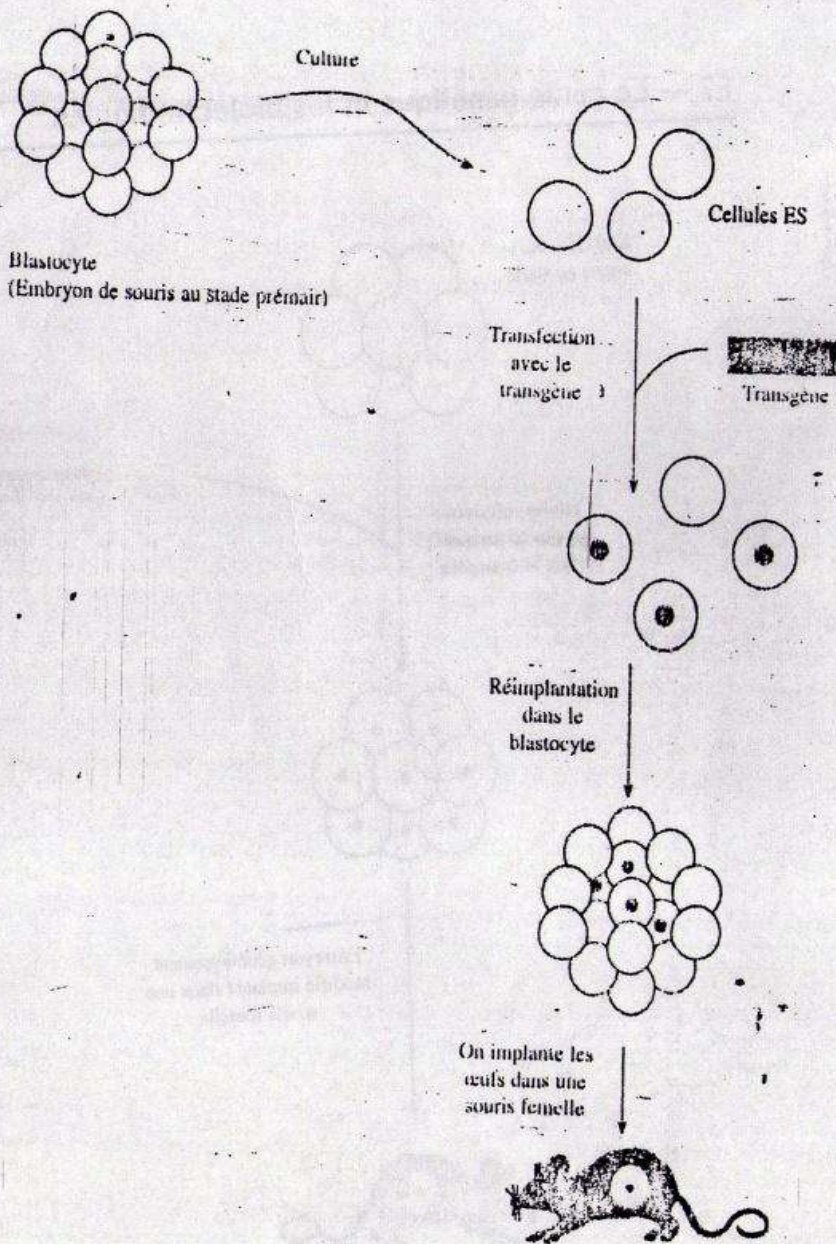 Culture
Cellules ES
Blastocyte
(Embryon de souris au stade prémair)
Transfection
avec le
transgène
Transgène
Réimplantation
dans le
blastocyte
On implante les
œufs dans une
souris femelle